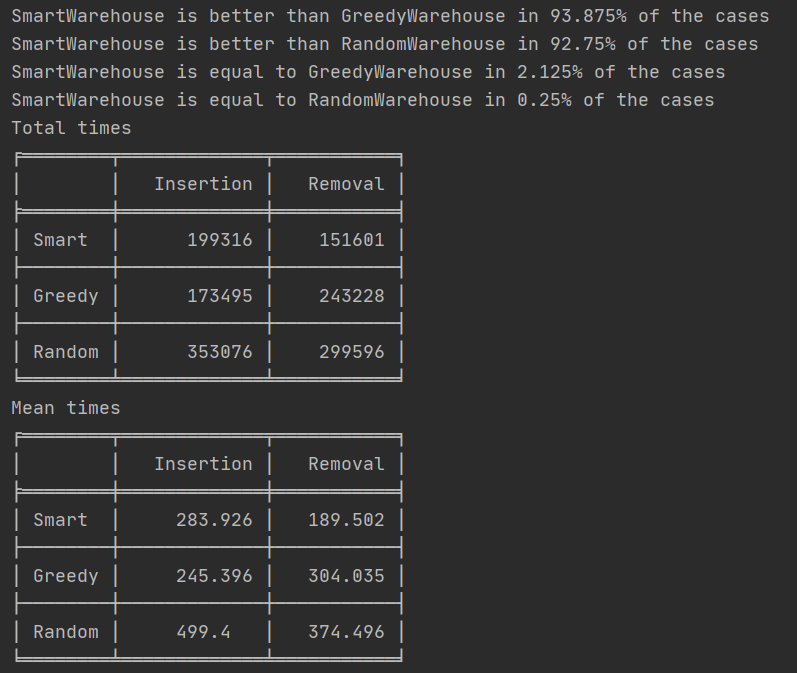 SmartWarehouse is better than GreedyWarehouse in 93.875% of the cases
SmartWarehouse is better than RandomWarehouse in 92.75% of the cases
SmartWarehouse is equal to GreedyWarehouse in 2.125% of the cases
SmartWarehouse is equal to RandomWarehouse in 0.25% of the cases
Total times
Insertion Removal
Smart 199316 151601
Greedy 173495 243228
Random 353076 299596
Mean times
Insertion Removal
Smart 283.926 189.502
Greedy 245.396 304.035
Random 499.4 374.496